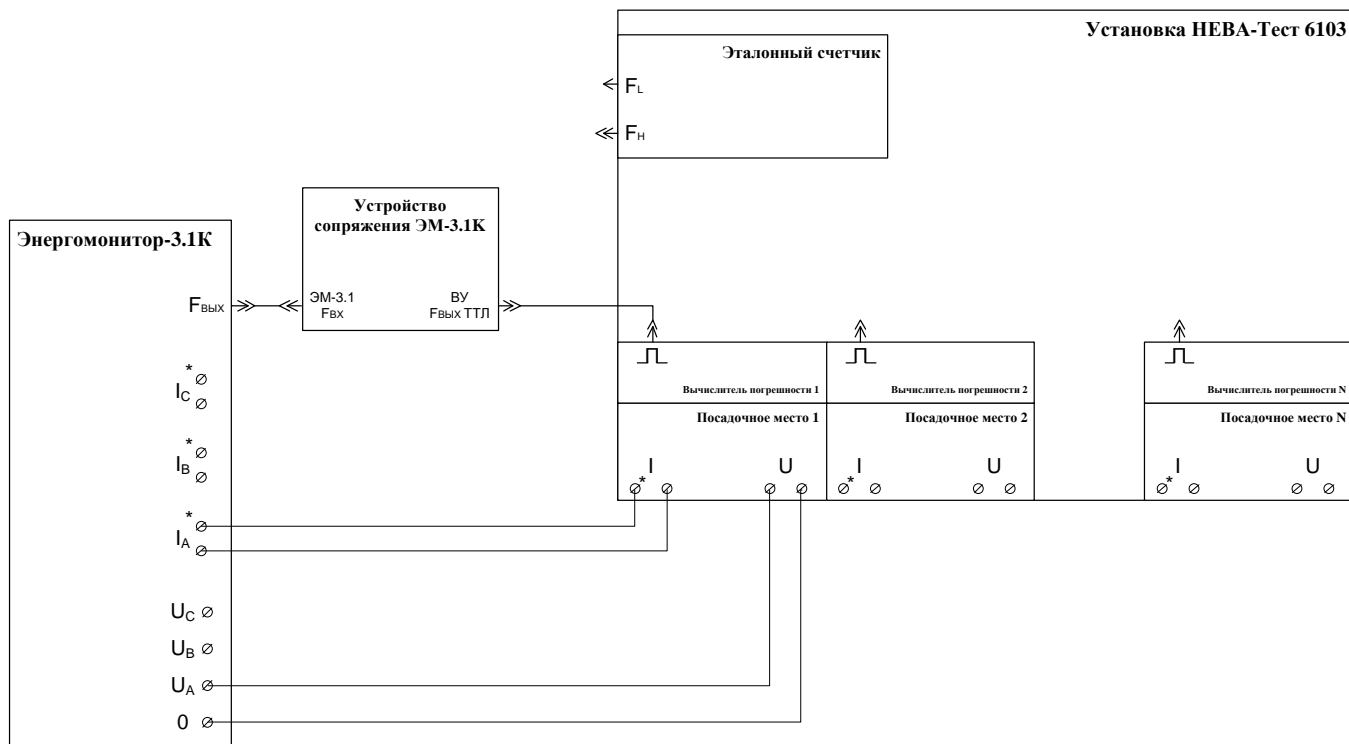 Установка НЕВА-Тест 6103
Эталонный счетчик
FL
FH
Устройство
сопряжения ЭМ-3.1К
ЭМ-3.1
FВХ
ВУ
FВЫХ ТТЛ
Энергомонитор-3.1К
FВЫХ
*
IC
*
IB
*
IA
UC
UB
UA
0
Вычислитель погрешности 1
Посадочное место 1
I
U
*
Вычислитель погрешности 2
Посадочное место 2
I
U
*
Вычислитель погрешности N
Посадочное место N
I
U
*